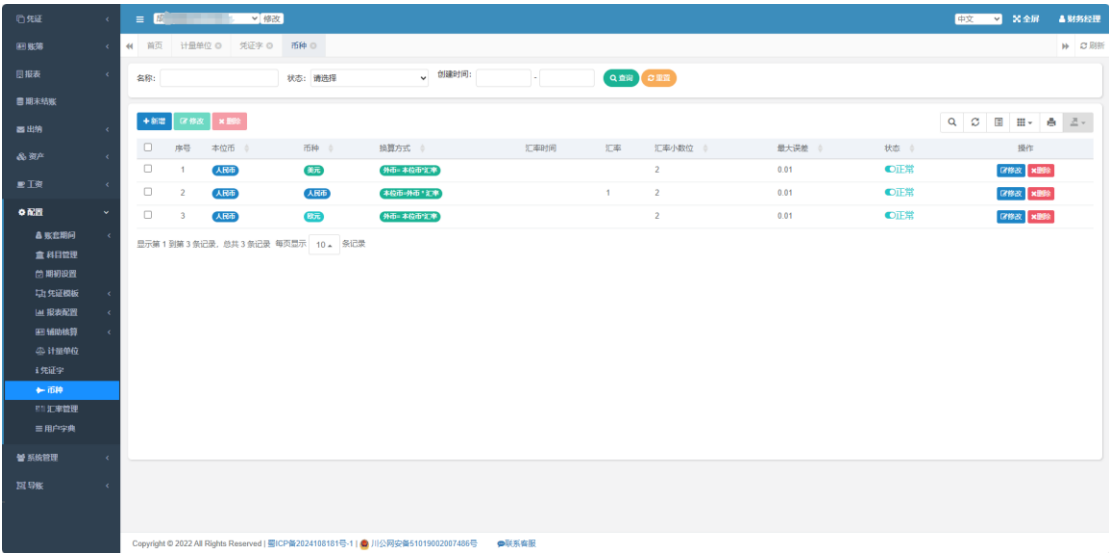 修改
中文
全屏
财务经理
凭证
账簿
报表
期末结账
出纳
资产
工资
配置
账套期间
科目管理
期初设置
凭证模板
报表配置
辅助核算
计量单位
凭证字
币种
汇率管理
用户字典
系统管理
导账
首页 计量单位 凭证字 币种 刷新
名称: 状态: 请选择 创建时间: - 查询 重置
+新增 修改 删除
序号 本位币 币种 换算方式 汇率时间 汇率 汇率小数位 最大误差 状态 操作
1 人民币 美元 外币=本位币*汇率 2 0.01 正常 修改 删除
2 人民币 人民币 本位币=外币*汇率 1 2 0.01 正常 修改 删除
3 人民币 欧元 外币=本位币*汇率 2 0.01 正常 修改 删除
显示第 1 到第 3 条记录，总共 3 条记录 每页显示 10 条记录
Copyright © 2022 All Rights Reserved | 蜀ICP备2024108181号-1 | 川公网安备51019002007486号 联系客服